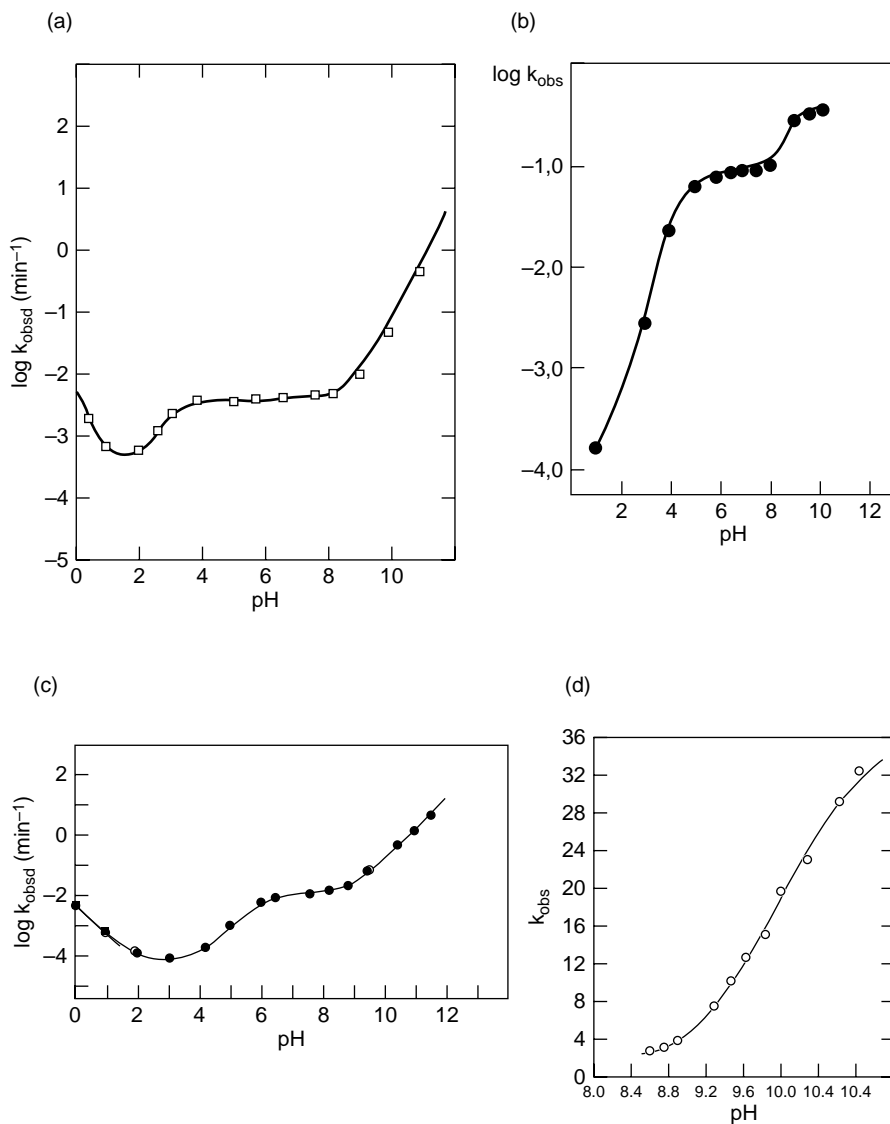 (a)
log k_obsd (min⁻¹)
2
1
0
–1
–2
–3
–4
–5
0 2 4 6 8 10
pH
(b)
log k_obs
–1,0
–2,0
–3,0
–4,0
2 4 6 8 10 12
pH
(c)
log k_obsd (min⁻¹)
2
0
–2
–4
0 2 4 6 8 10 12
pH
(d)
k_obs
36
32
28
24
20
16
12
8
4
0
8.0 8.4 8.8 9.2 9.6 10.0 10.4 10.4
pH